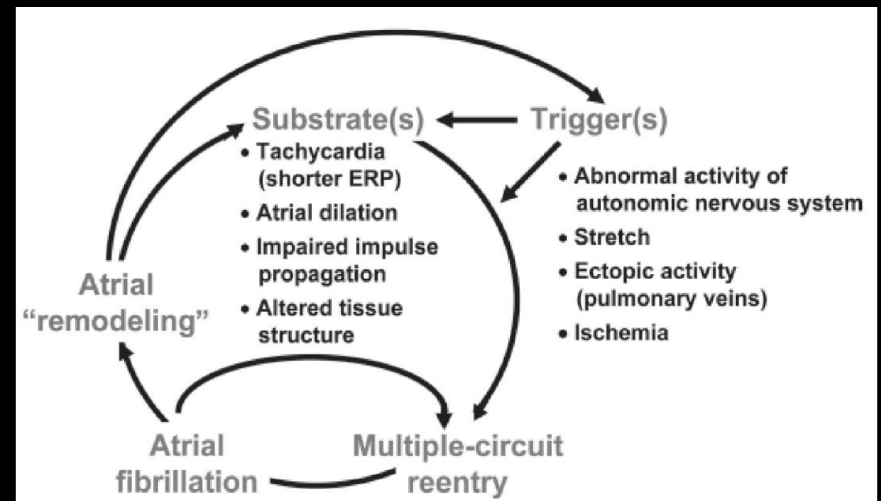 Substrate(s)
• Tachycardia
(shorter ERP)
• Atrial dilation
• Impaired impulse
propagation
• Altered tissue
structure
Trigger(s)
• Abnormal activity of
autonomic nervous system
• Stretch
• Ectopic activity
(pulmonary veins)
• Ischemia
Atrial
“remodeling”
Atrial
fibrillation
Multiple-circuit
reentry